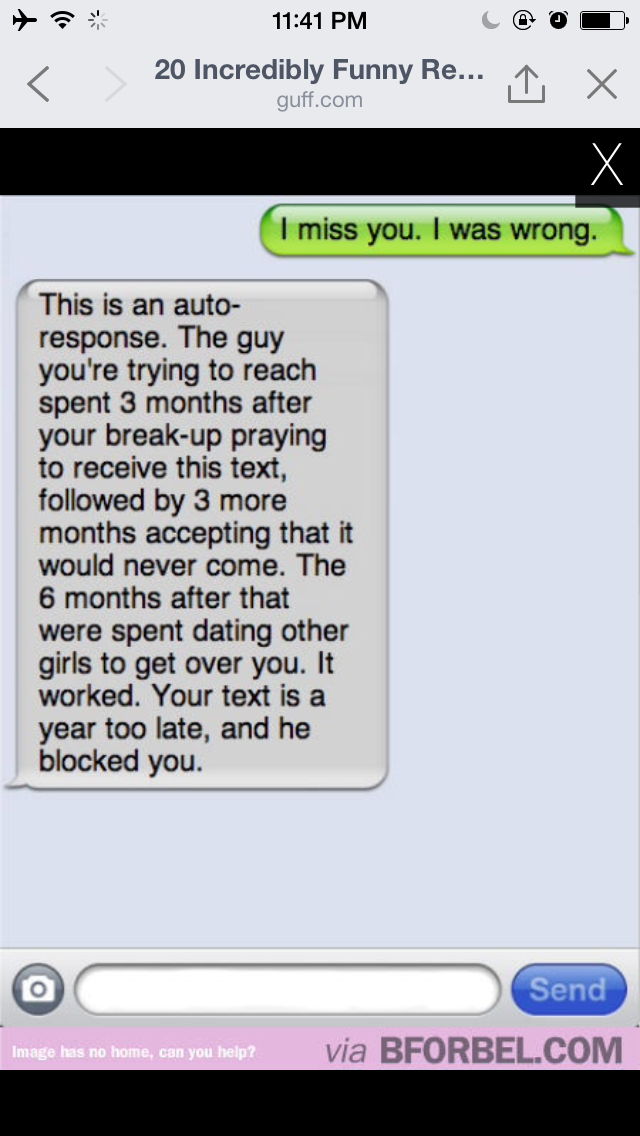 11:41 PM
20 Incredibly Funny Re...
guff.com
X
I miss you. I was wrong.
This is an auto-
response. The guy
you're trying to reach
spent 3 months after
your break-up praying
to receive this text,
followed by 3 more
months accepting that it
would never come. The
6 months after that
were spent dating other
girls to get over you. It
worked. Your text is a
year too late, and he
blocked you.
Send
Image has no home, can you help?
via BFORBEL.COM